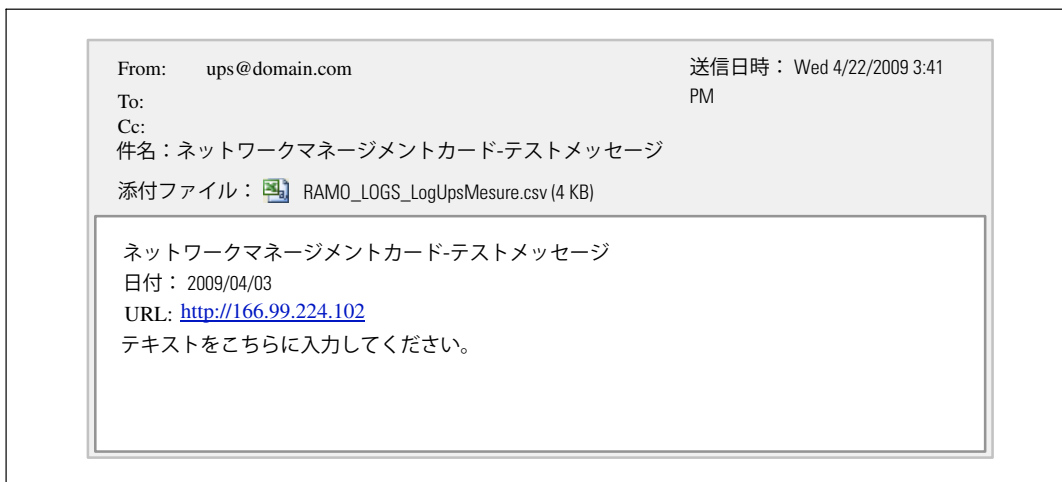 From: ups@domain.com
送信日時： Wed 4/22/2009 3:41
PM
To:
Cc:
件名：ネットワークマネージメントカード-テストメッセージ
添付ファイル： RAMO_LOGS_LogUpsMesure.csv (4 KB)
ネットワークマネージメントカード-テストメッセージ
日付： 2009/04/03
URL: http://166.99.224.102
テキストをこちらに入力してください。